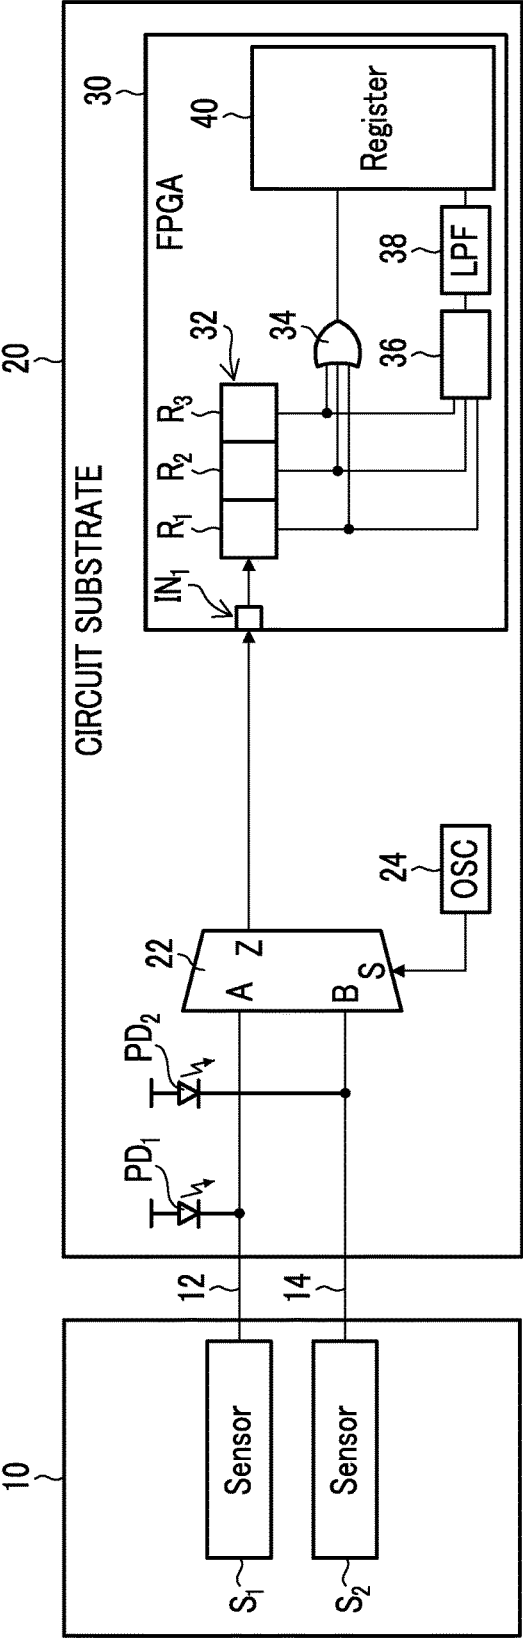 10
20
CIRCUIT SUBSTRATE
30
FPGA
S₁
Sensor
12
S₂
Sensor
14
PD₁
PD₂
22
A
B
S
Z
24
OSC
IN₁
R₁
R₂
R₃
32
34
36
38
LPF
40
Register